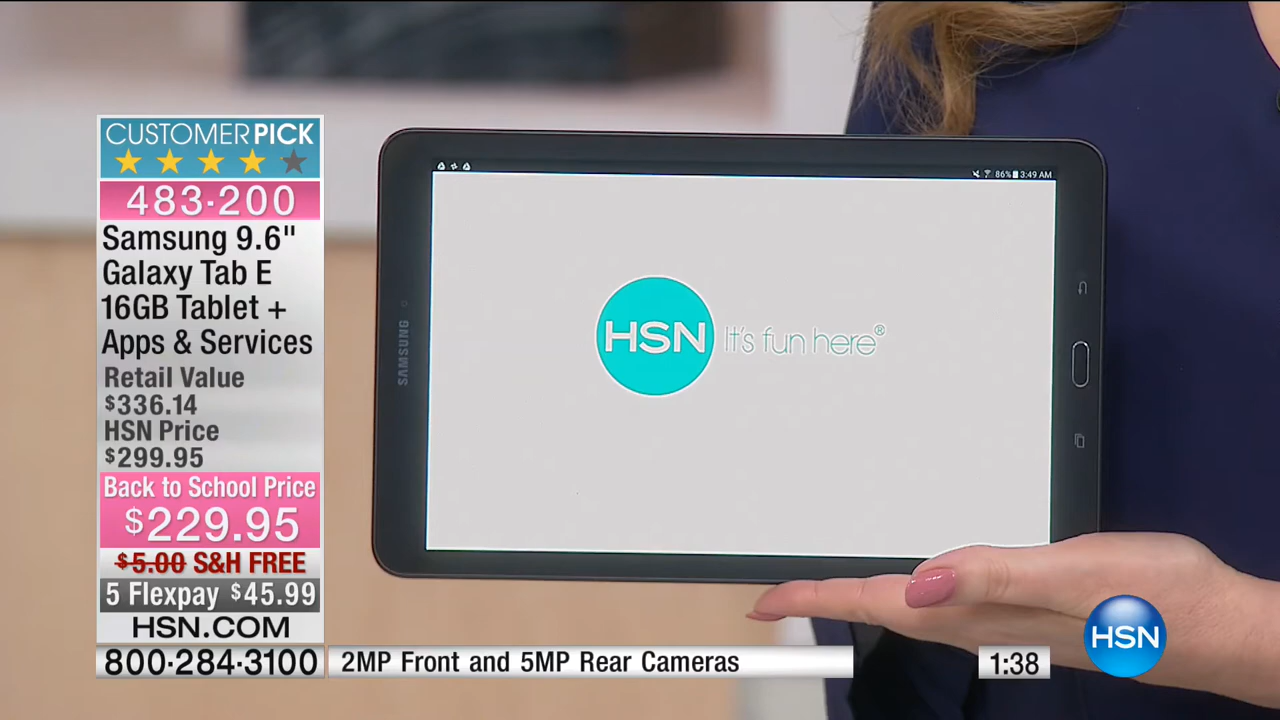 CUSTOMERPICK
483·200
Samsung 9.6"
Galaxy Tab E
16GB Tablet +
Apps & Services
Retail Value
$336.14
HSN Price
$299.95
Back to School Price
$229.95
$5.00 S&H FREE
5 Flexpay $45.99
HSN.COM
800·284·3100
2MP Front and 5MP Rear Cameras
1:38
HSN
86% 3:49 AM
SAMSUNG
HSN It's fun here®